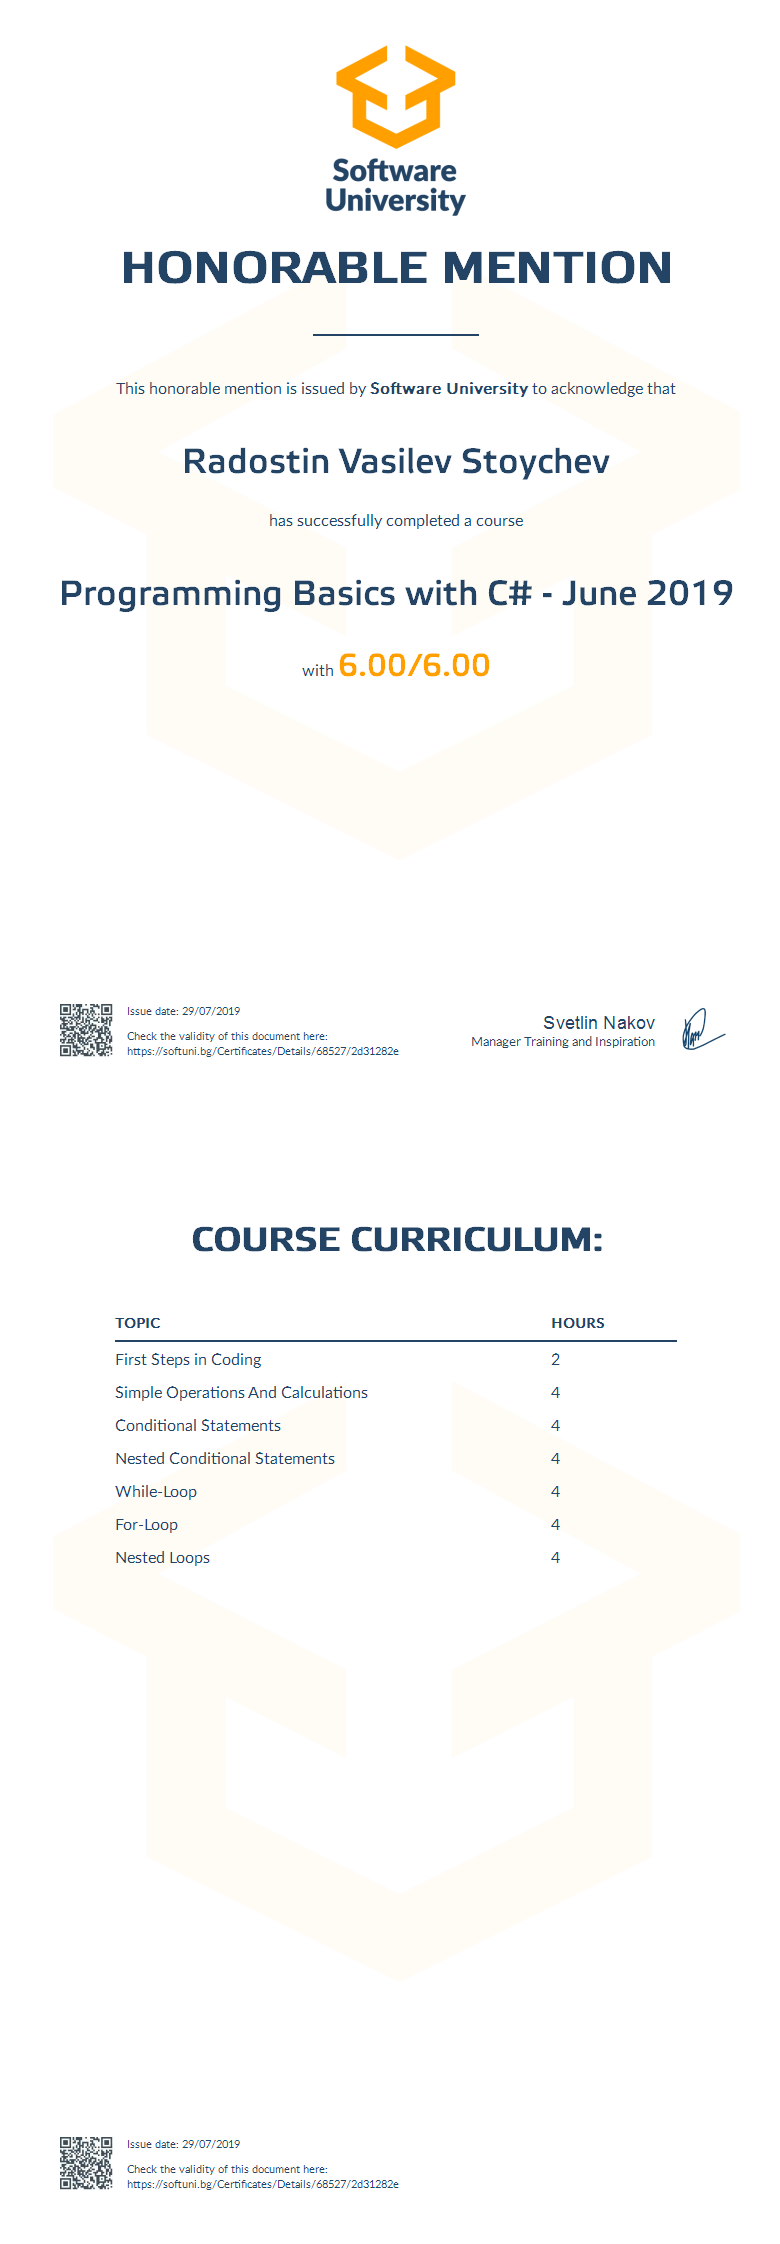 Software
University
HONORABLE MENTION
This honorable mention is issued by Software University to acknowledge that
Radostin Vasilev Stoychev
has successfully completed a course
Programming Basics with C# - June 2019
with 6.00/6.00
Issue date: 29/07/2019
Check the validity of this document here:
https://softuni.bg/Certificates/Details/68527/2d31282e
Svetlin Nakov
Manager Training and Inspiration
COURSE CURRICULUM:
TOPIC HOURS
First Steps in Coding 2
Simple Operations And Calculations 4
Conditional Statements 4
Nested Conditional Statements 4
While-Loop 4
For-Loop 4
Nested Loops 4
Issue date: 29/07/2019
Check the validity of this document here:
https://softuni.bg/Certificates/Details/68527/2d31282e